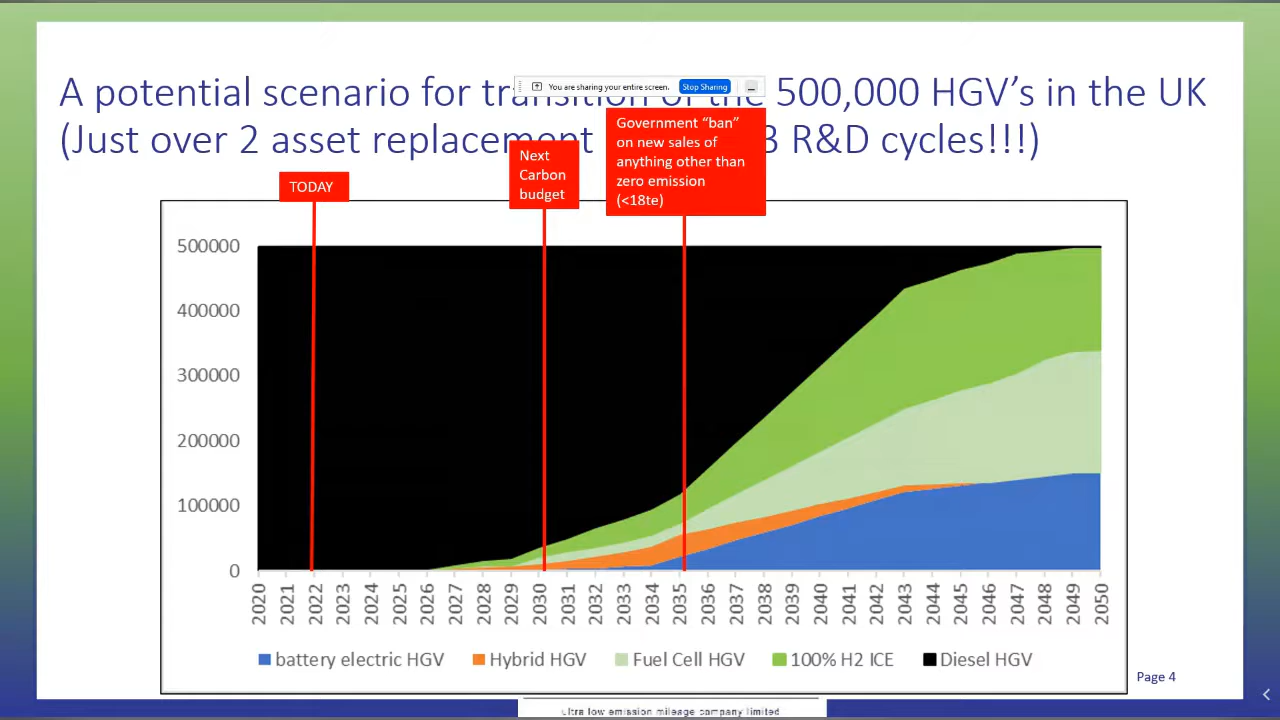 A potential scenario for transition of the 500,000 HGV's in the UK
(Just over 2 asset replacement 3 R&D cycles!!!)
You are sharing your entire screen. Stop Sharing
Government “ban”
on new sales of
anything other than
zero emission
(<18te)
Next
Carbon
budget
TODAY
500000
400000
300000
200000
100000
0
2020 2021 2022 2023 2024 2025 2026 2027 2028 2029 2030 2031 2032 2033 2034 2035 2036 2037 2038 2039 2040 2041 2042 2043 2044 2045 2046 2047 2048 2049 2050
battery electric HGV Hybrid HGV Fuel Cell HGV 100% H2 ICE Diesel HGV
Page 4
Ultra low emission mileage company limited